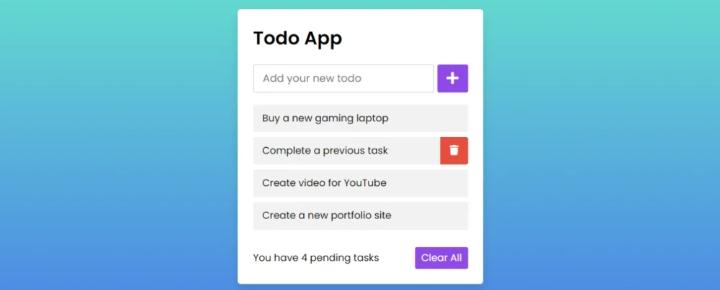 Todo App
Add your new todo
Buy a new gaming laptop
Complete a previous task
Create video for YouTube
Create a new portfolio site
You have 4 pending tasks
Clear All